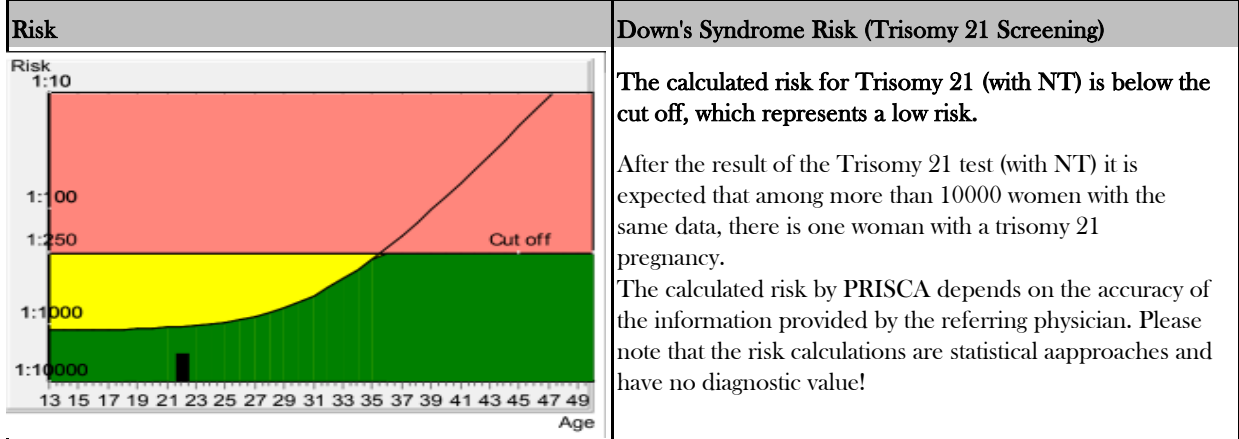 Risk
Down's Syndrome Risk (Trisomy 21 Screening)
Risk
1:10
1:100
1:250
Cut off
1:1000
1:10000
13 15 17 19 21 23 25 27 29 31 33 35 37 39 41 43 45 47 49
Age
The calculated risk for Trisomy 21 (with NT) is below the
cut off, which represents a low risk.
After the result of the Trisomy 21 test (with NT) it is
expected that among more than 10000 women with the
same data, there is one woman with a trisomy 21
pregnancy.
The calculated risk by PRISCA depends on the accuracy of
the information provided by the referring physician. Please
note that the risk calculations are statistical aapproaches and
have no diagnostic value!